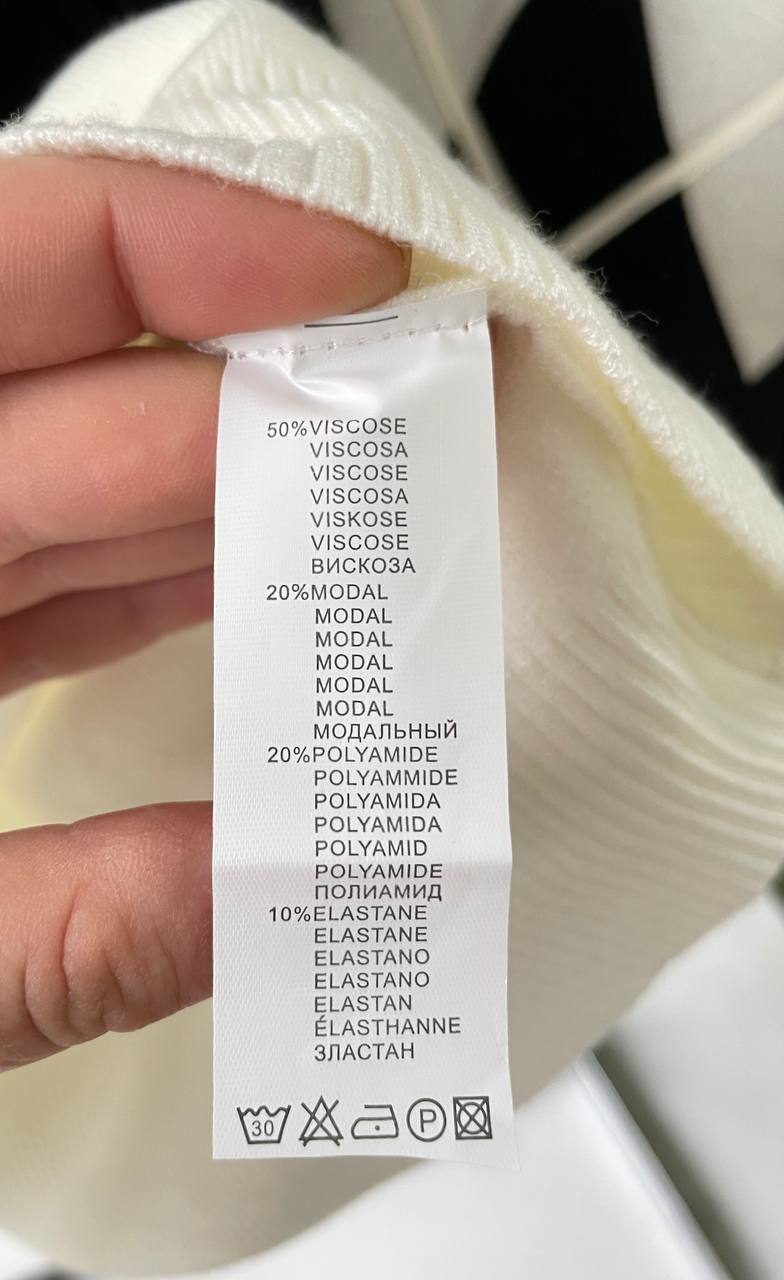 50%VISCOSE
VISCOSA
VISCOSE
VISCOSA
VISKOSE
VISCOSE
ВИСКОЗА
20%MODAL
MODAL
MODAL
MODAL
MODAL
MODAL
МОДАЛЬНЫЙ
20%POLYAMIDE
POLYAMMIDE
POLYAMIDA
POLYAMIDA
POLYAMID
POLYAMIDE
ПОЛИАМИД
10%ELASTANE
ELASTANE
ELASTANO
ELASTANO
ELASTAN
ÉLASTHANNE
ЗЛАСТАН
30 P